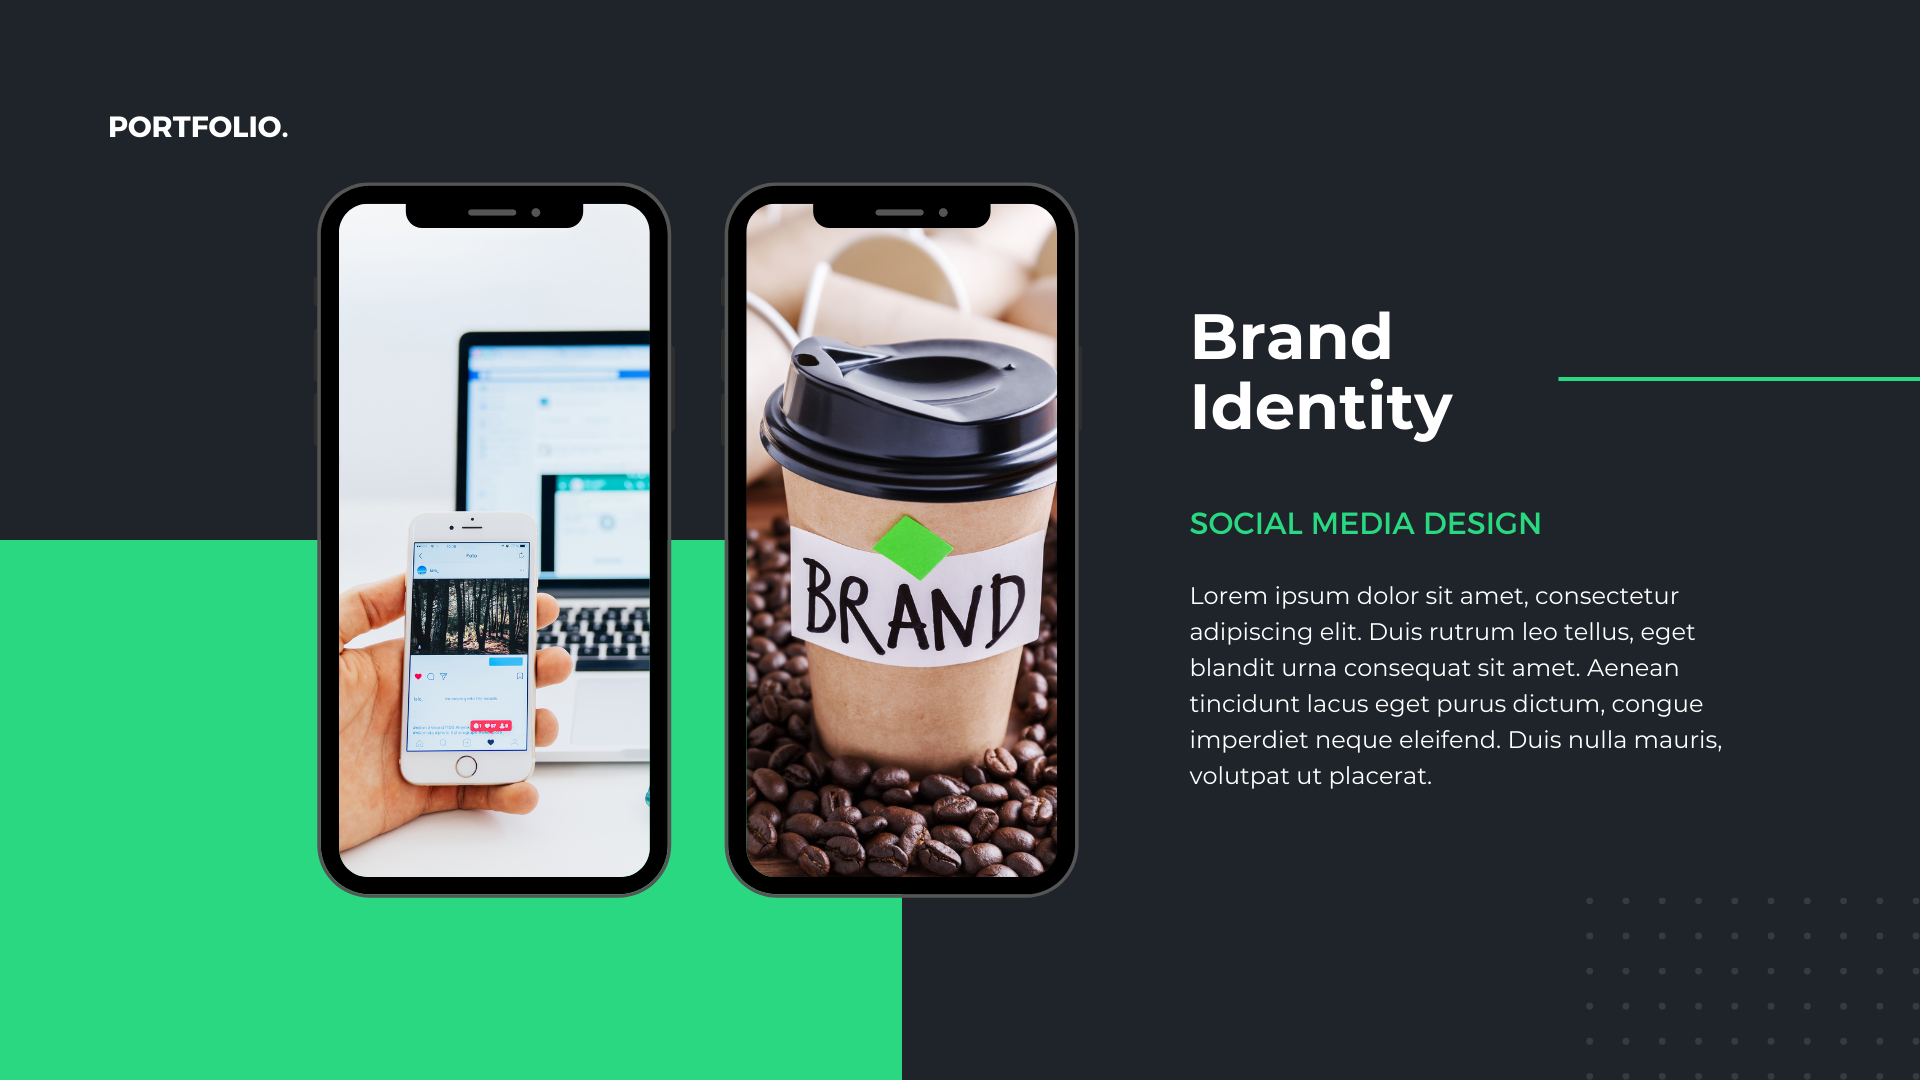 PORTFOLIO.
Brand
Identity
SOCIAL MEDIA DESIGN
Lorem ipsum dolor sit amet, consectetur
adipiscing elit. Duis rutrum leo tellus, eget
blandit urna consequat sit amet. Aenean
tincidunt lacus eget purus dictum, congue
imperdiet neque eleifend. Duis nulla mauris,
volutpat ut placerat.
BRAND
Foto